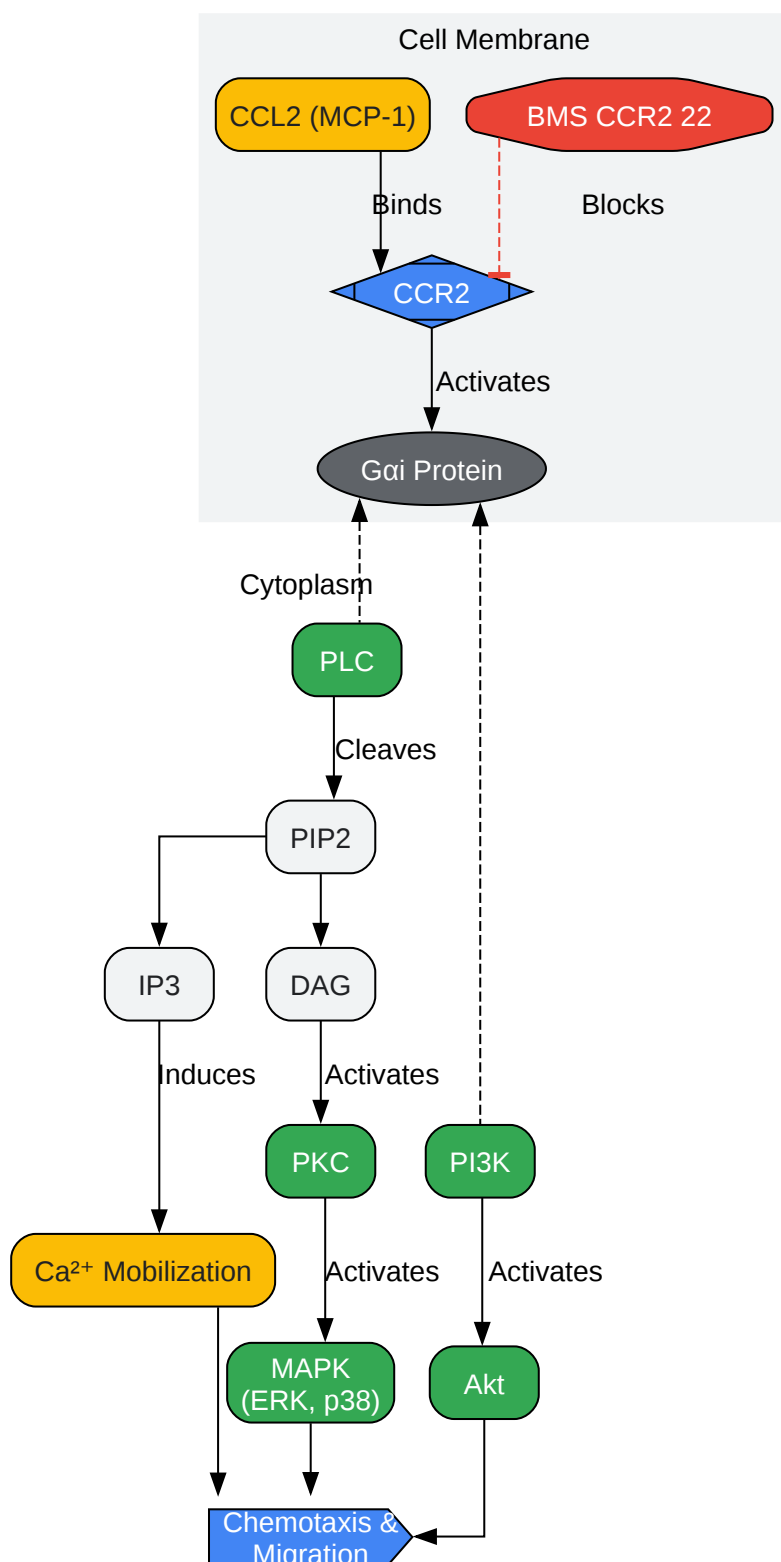 Cell Membrane
CCL2 (MCP-1)
BMS CCR2 22
Binds
Blocks
CCR2
Activates
Gαi Protein
Cytoplasm
PLC
Cleaves
PIP2
IP3
DAG
Induces
Activates
PKC
PI3K
Ca²⁺ Mobilization
Activates
Activates
MAPK
(ERK, p38)
Akt
Chemotaxis &
Migration